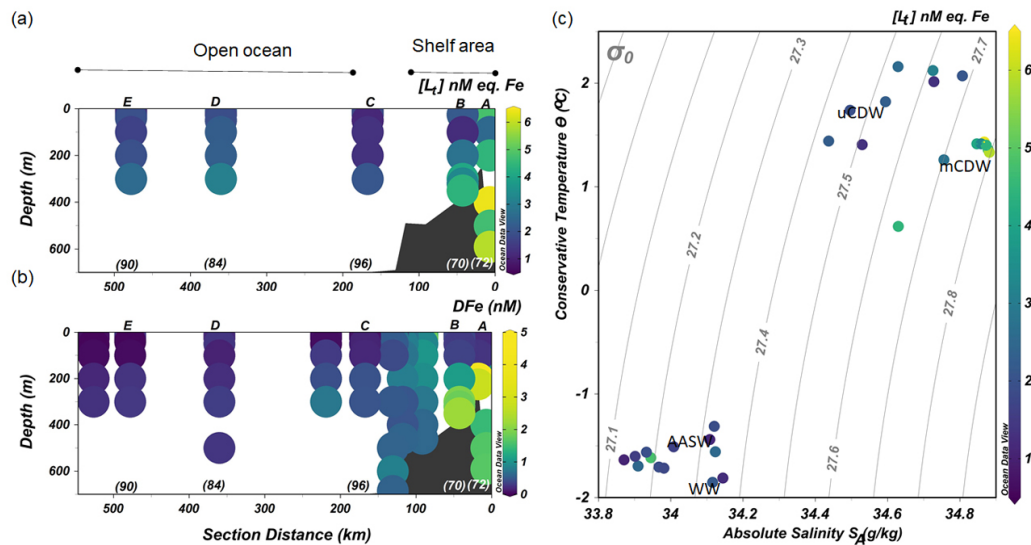 (a)
Open ocean
Shelf area
[Lt] nM eq. Fe
E
D
C
B
A
0
200
400
600
Depth (m)
(90)
(84)
(96)
(70)
(72)
500
400
300
200
100
0
6
5
4
3
2
1
Ocean Data View
(b)
DFe (nM)
E
D
C
B
A
0
200
400
600
Depth (m)
(90)
(84)
(96)
(70)
(72)
500
400
300
200
100
0
Section Distance (km)
5
4
3
2
1
0
Ocean Data View
(c)
[Lt] nM eq. Fe
σ0
27.3
27.7
27.2
27.5
27.4
27.8
27.1
27.6
uCDW
mCDW
AASW
WW
2
1
0
-1
-2
Conservative Temperature Θ (ºC)
33.8
34
34.2
34.4
34.6
34.8
Absolute Salinity SA(g/kg)
6
5
4
3
2
1
Ocean Data View